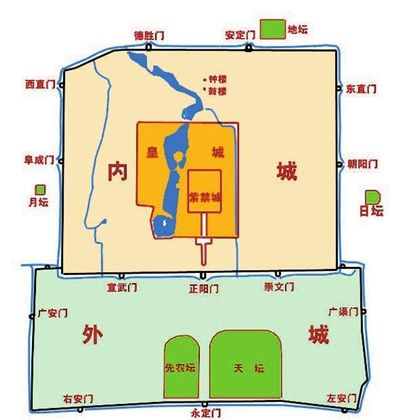 地坛
德胜门
安定门
钟楼
鼓楼
西直门
东直门
皇城
阜成门
朝阳门
内城
紫禁城
月坛
日坛
宣武门
正阳门
崇文门
广安门
广渠门
外城
先农坛
天坛
右安门
左安门
永定门